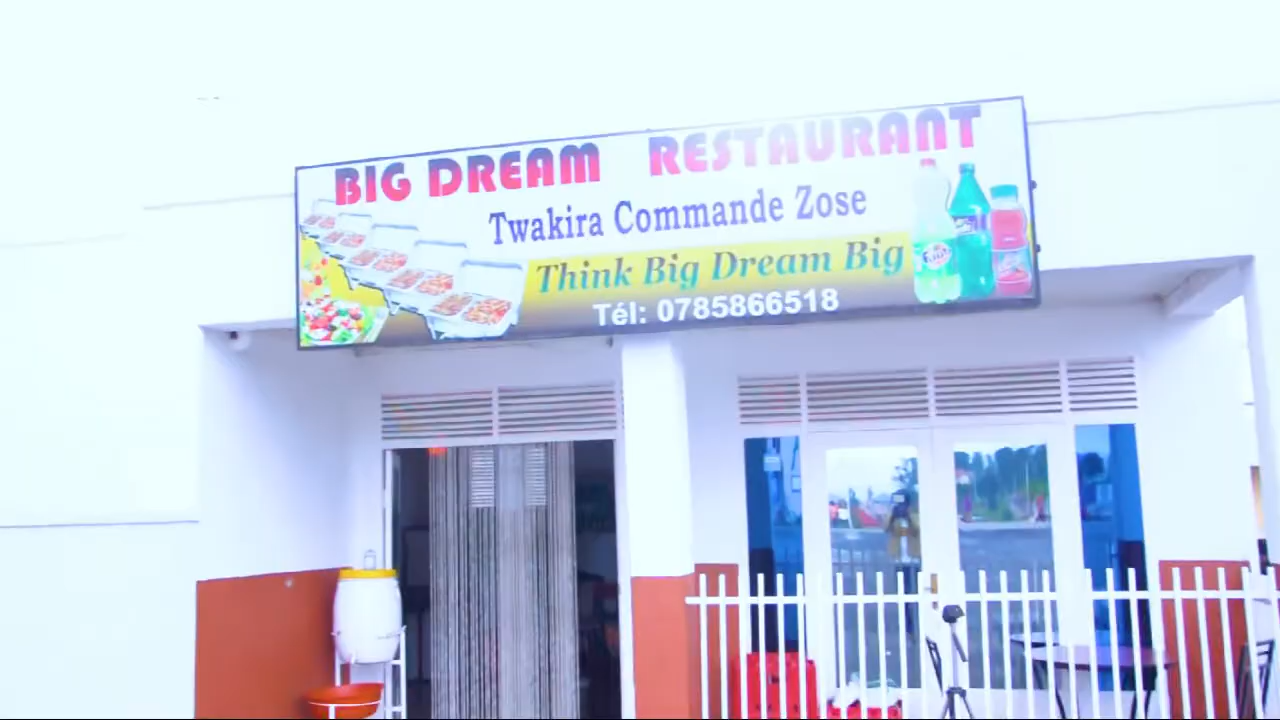 BIG DREAM RESTAURANT
Twakira Commande Zose
Think Big Dream Big
Tél: 0785866518